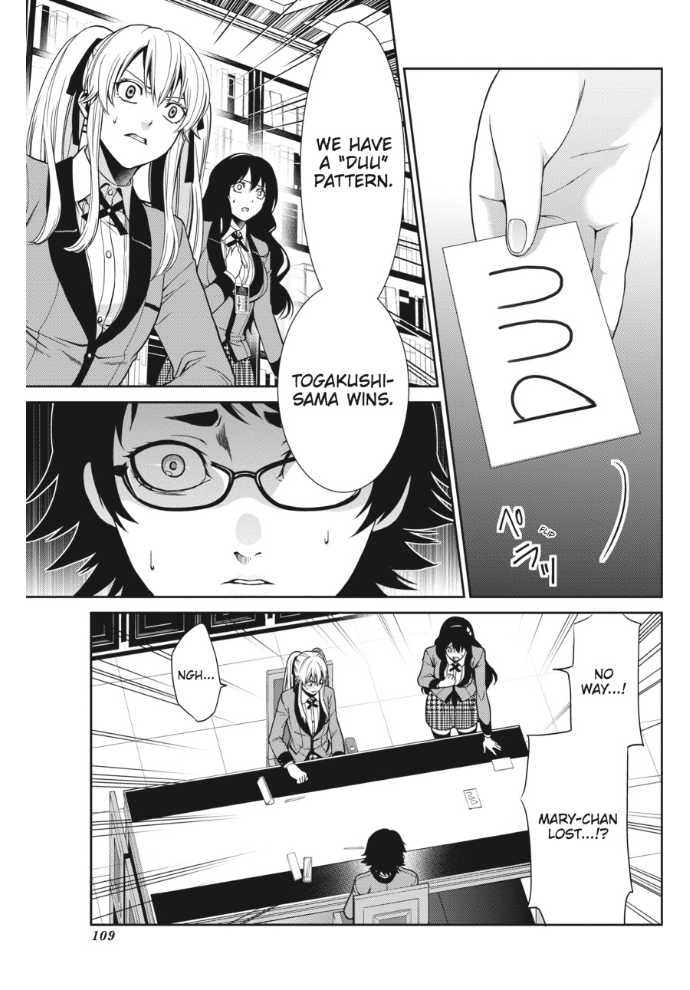 DUU
ペラッ
FLIP
WE HAVE
A "DUU"
PATTERN.
TOGAKUSHI-
SAMA WINS.
NO
WAY...!
MARY-CHAN
LOST...!?
NGH...
109